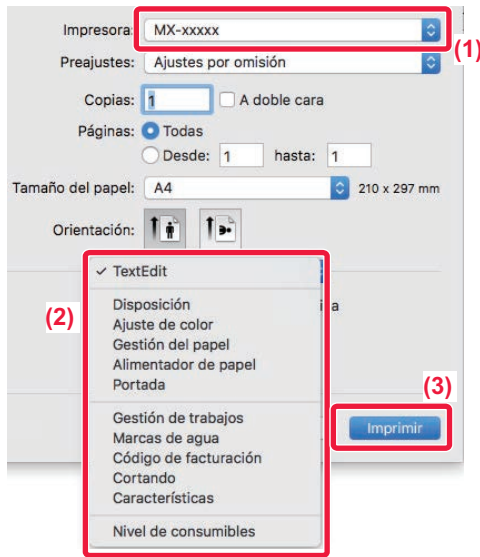 Impresora: MX-xxxxx
(1)
Preajustes: Ajustes por omisión
Copias: 1 A doble cara
Páginas: Todas
Desde: 1 hasta: 1
Tamaño del papel: A4 210 x 297 mm
Orientación:
✓ TextEdit
(2)
Disposición
Ajuste de color
Gestión del papel
Alimentador de papel
Portada
Gestión de trabajos
Marcas de agua
Código de facturación
Cortando
Características
Nivel de consumibles
(3)
Imprimir